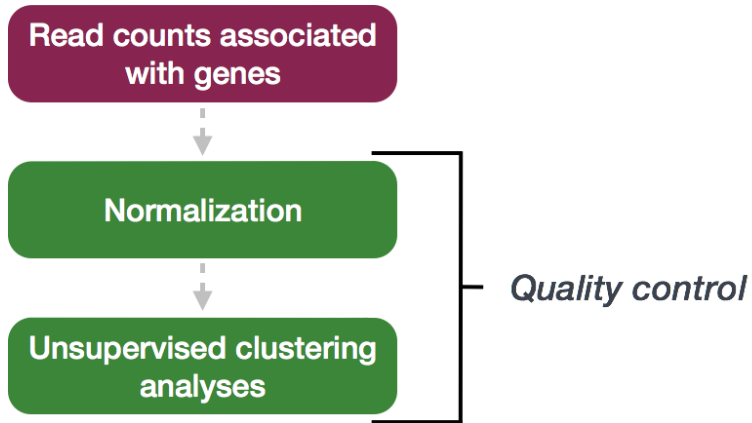 Read counts associated
with genes
Normalization
Quality control
Unsupervised clustering
analyses